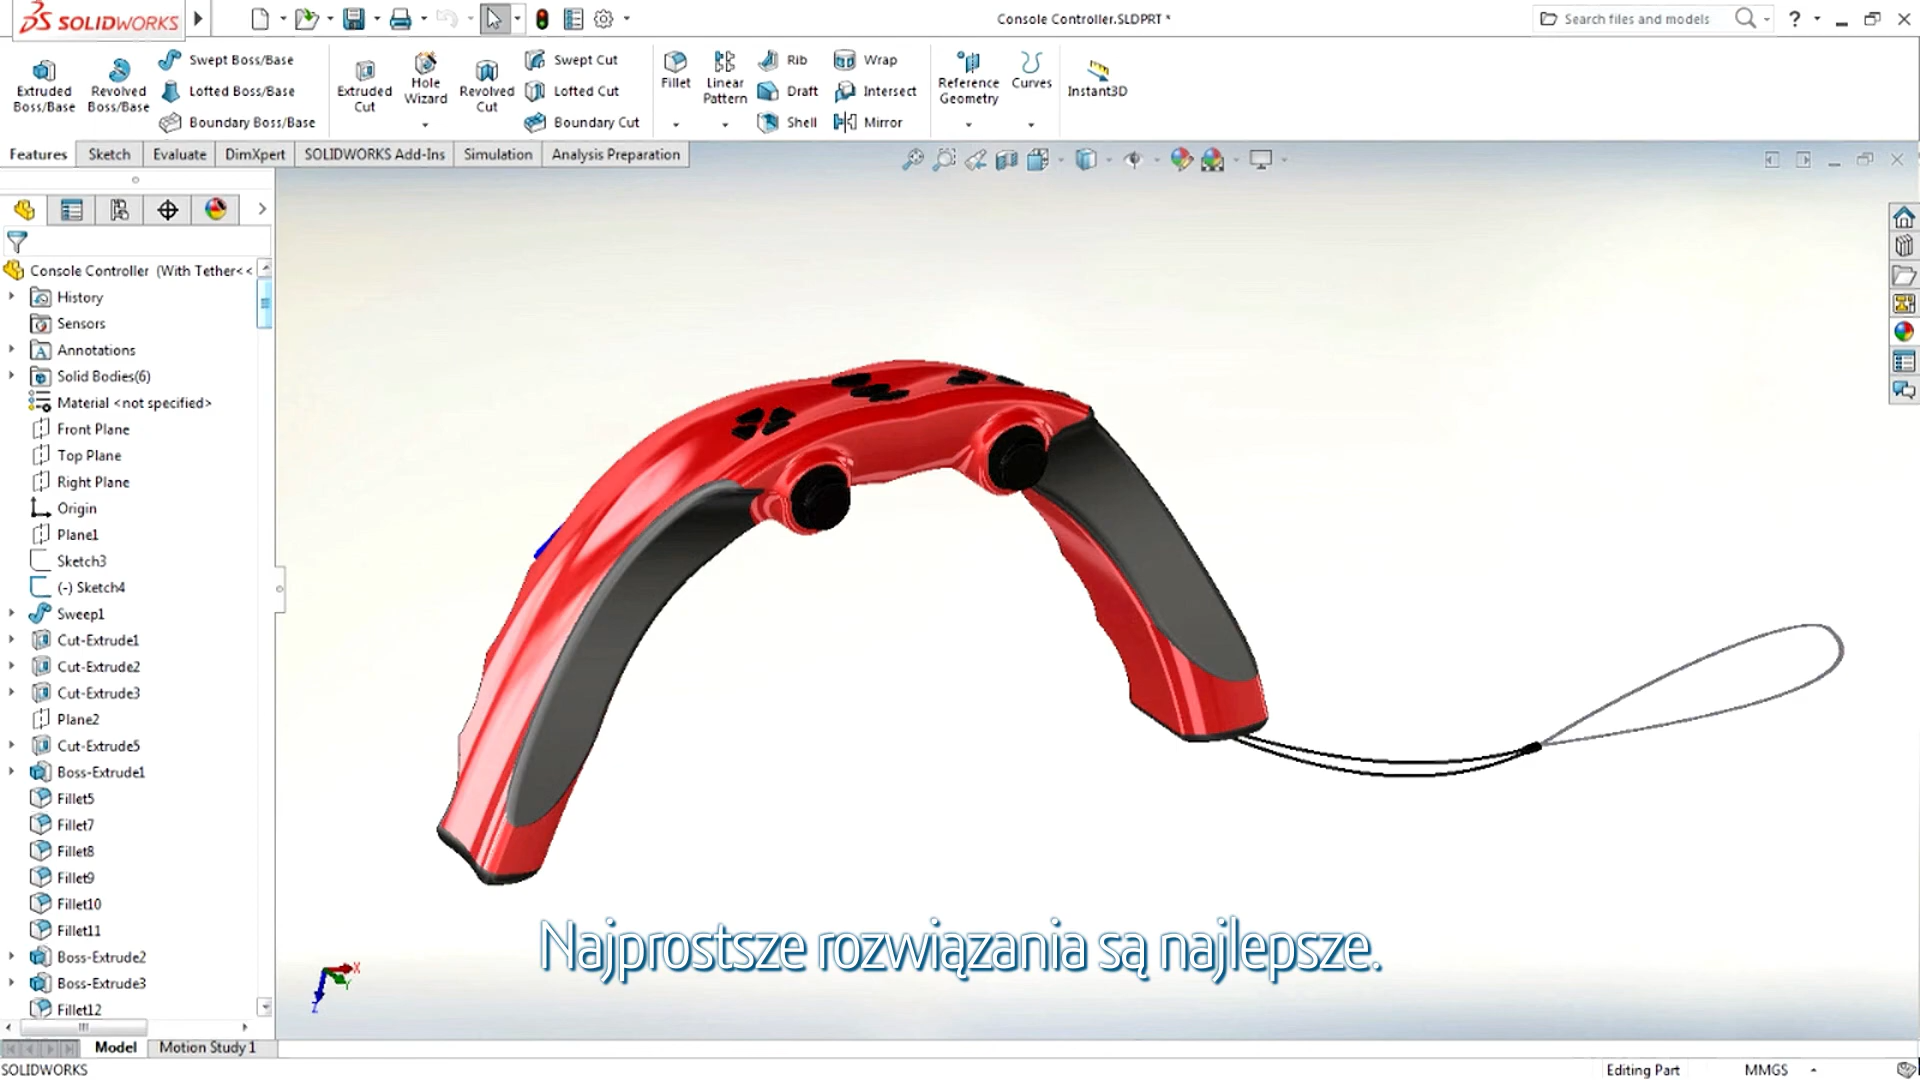 SOLIDWORKS
Console Controller.SLDPRT *
Search files and models
?
Extruded Boss/Base
Revolved Boss/Base
Swept Boss/Base
Lofted Boss/Base
Boundary Boss/Base
Extruded Cut
Hole Wizard
Revolved Cut
Swept Cut
Lofted Cut
Boundary Cut
Fillet
Linear Pattern
Rib
Draft
Shell
Wrap
Intersect
Mirror
Reference Geometry
Curves
Instant3D
Features
Sketch
Evaluate
DimXpert
SOLIDWORKS Add-Ins
Simulation
Analysis Preparation
Console Controller (With Tether<<
History
Sensors
Annotations
Solid Bodies(6)
Material <not specified>
Front Plane
Top Plane
Right Plane
Origin
Plane1
Sketch3
(-) Sketch4
Sweep1
Cut-Extrude1
Cut-Extrude2
Cut-Extrude3
Plane2
Cut-Extrude5
Boss-Extrude1
Fillet5
Fillet7
Fillet8
Fillet9
Fillet10
Fillet11
Boss-Extrude2
Boss-Extrude3
Fillet12
X
Y
Z
Najprostsze rozwiązania są najlepsze.
Model
Motion Study 1
SOLIDWORKS
Editing Part
MMGS